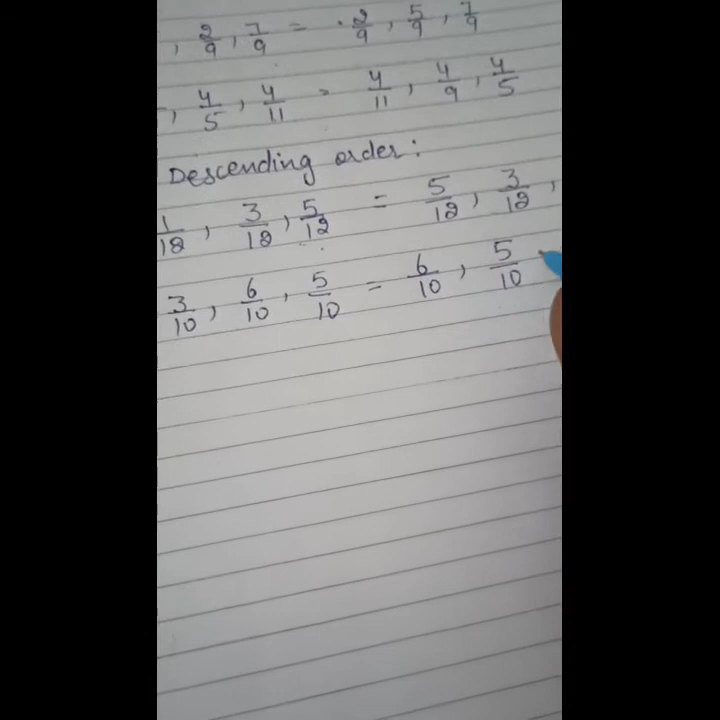 , 2/9, 7/9 = 2/9, 5/9, 7/9
, 4/5, 4/11 = 4/11, 4/9, 4/5
Descending order:
1/12, 3/12, 5/12 = 5/12, 3/12,
3/10, 6/10, 5/10 = 6/10, 5/10